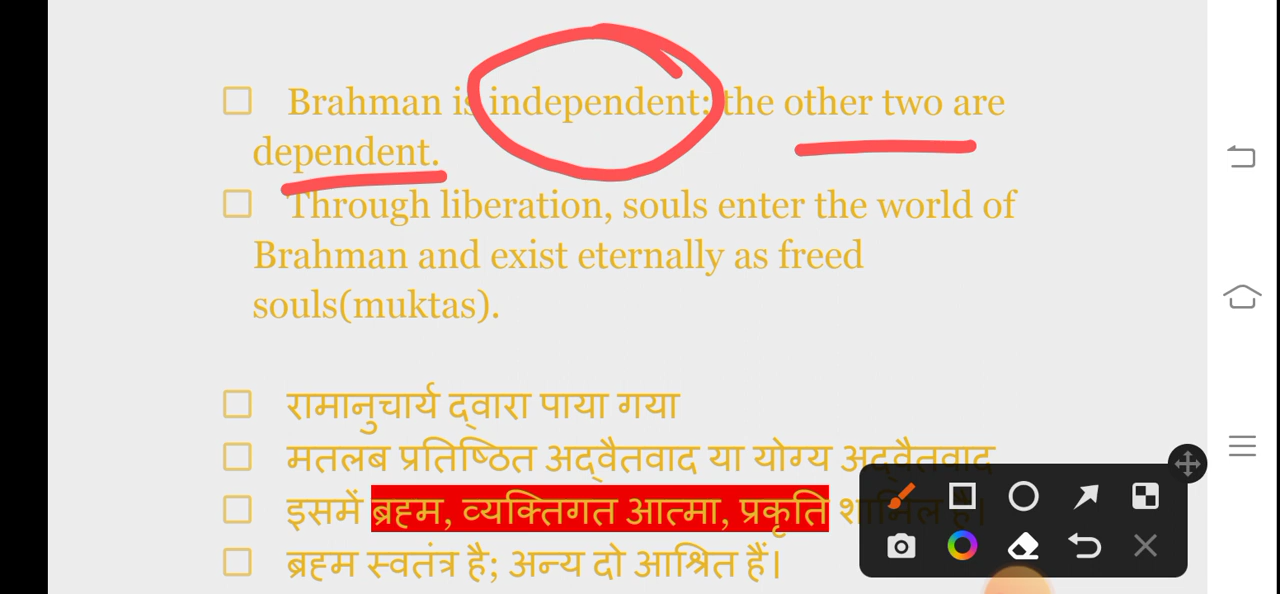 Brahman is independent; the other two are
dependent.
Through liberation, souls enter the world of
Brahman and exist eternally as freed
souls(muktas).
रामानुचार्य द्वारा पाया गया
मतलब प्रतिष्ठित अद्वैतवाद या योग्य अद्वैतवाद
इसमें ब्रह्म, व्यक्तिगत आत्मा, प्रकृति शामिल है।
ब्रह्म स्वतंत्र है; अन्य दो आश्रित हैं।